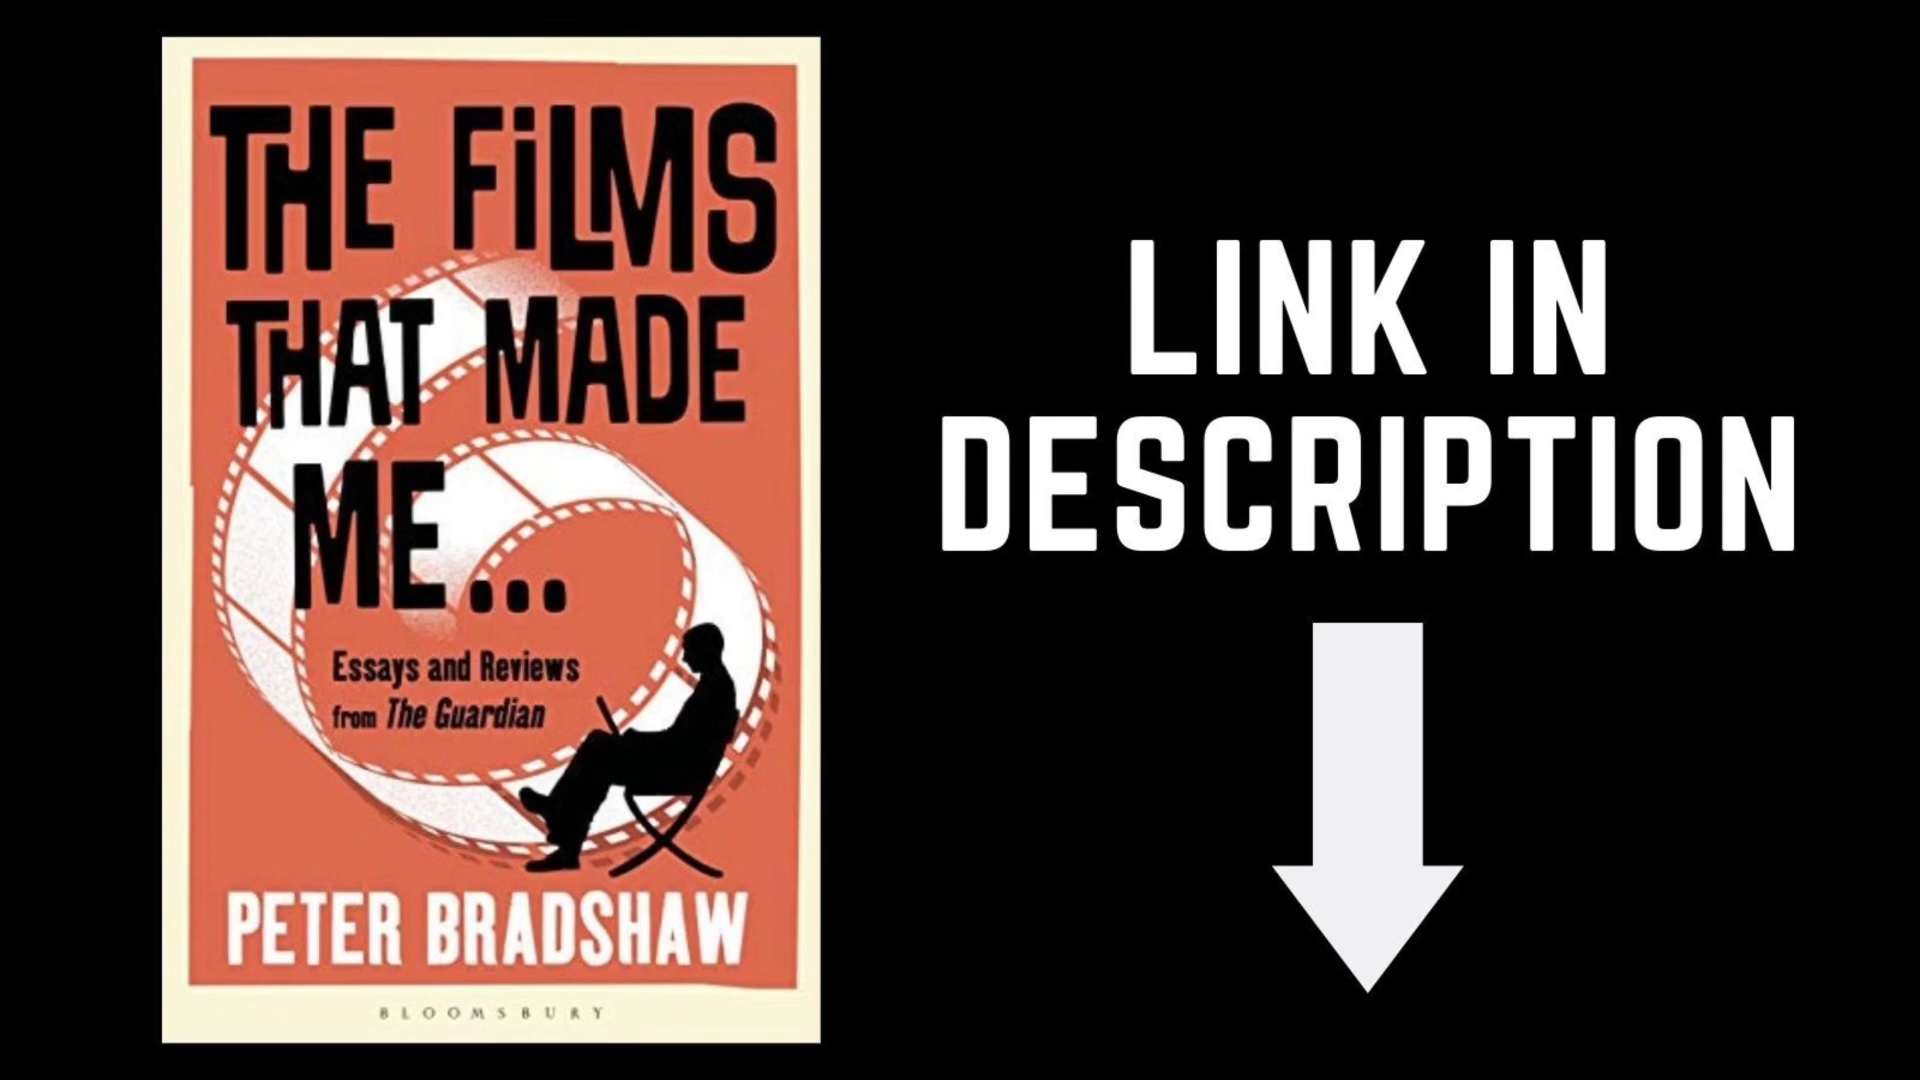 THE FiLMS
THAT MADE
ME...
Essays and Reviews
from The Guardian
PETER BRADSHAW
BLOOMSBURY
LINK IN
DESCRIPTION